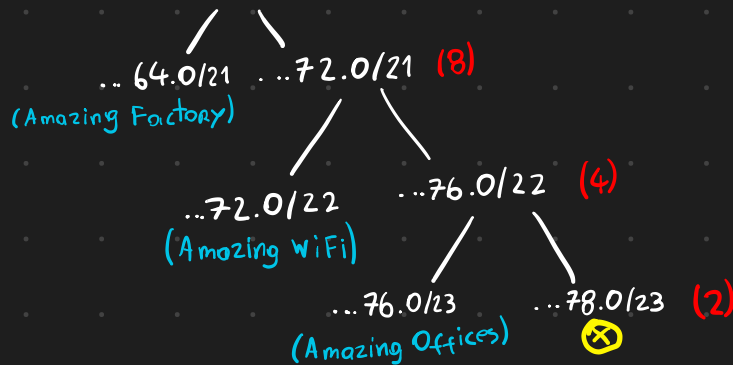 ... 64.0/21 ...72.0/21 (8)
(Amazing Factory)
...72.0/22 ...76.0/22 (4)
(Amazing WiFi)
...76.0/23 ...78.0/23 (2)
(Amazing Offices)